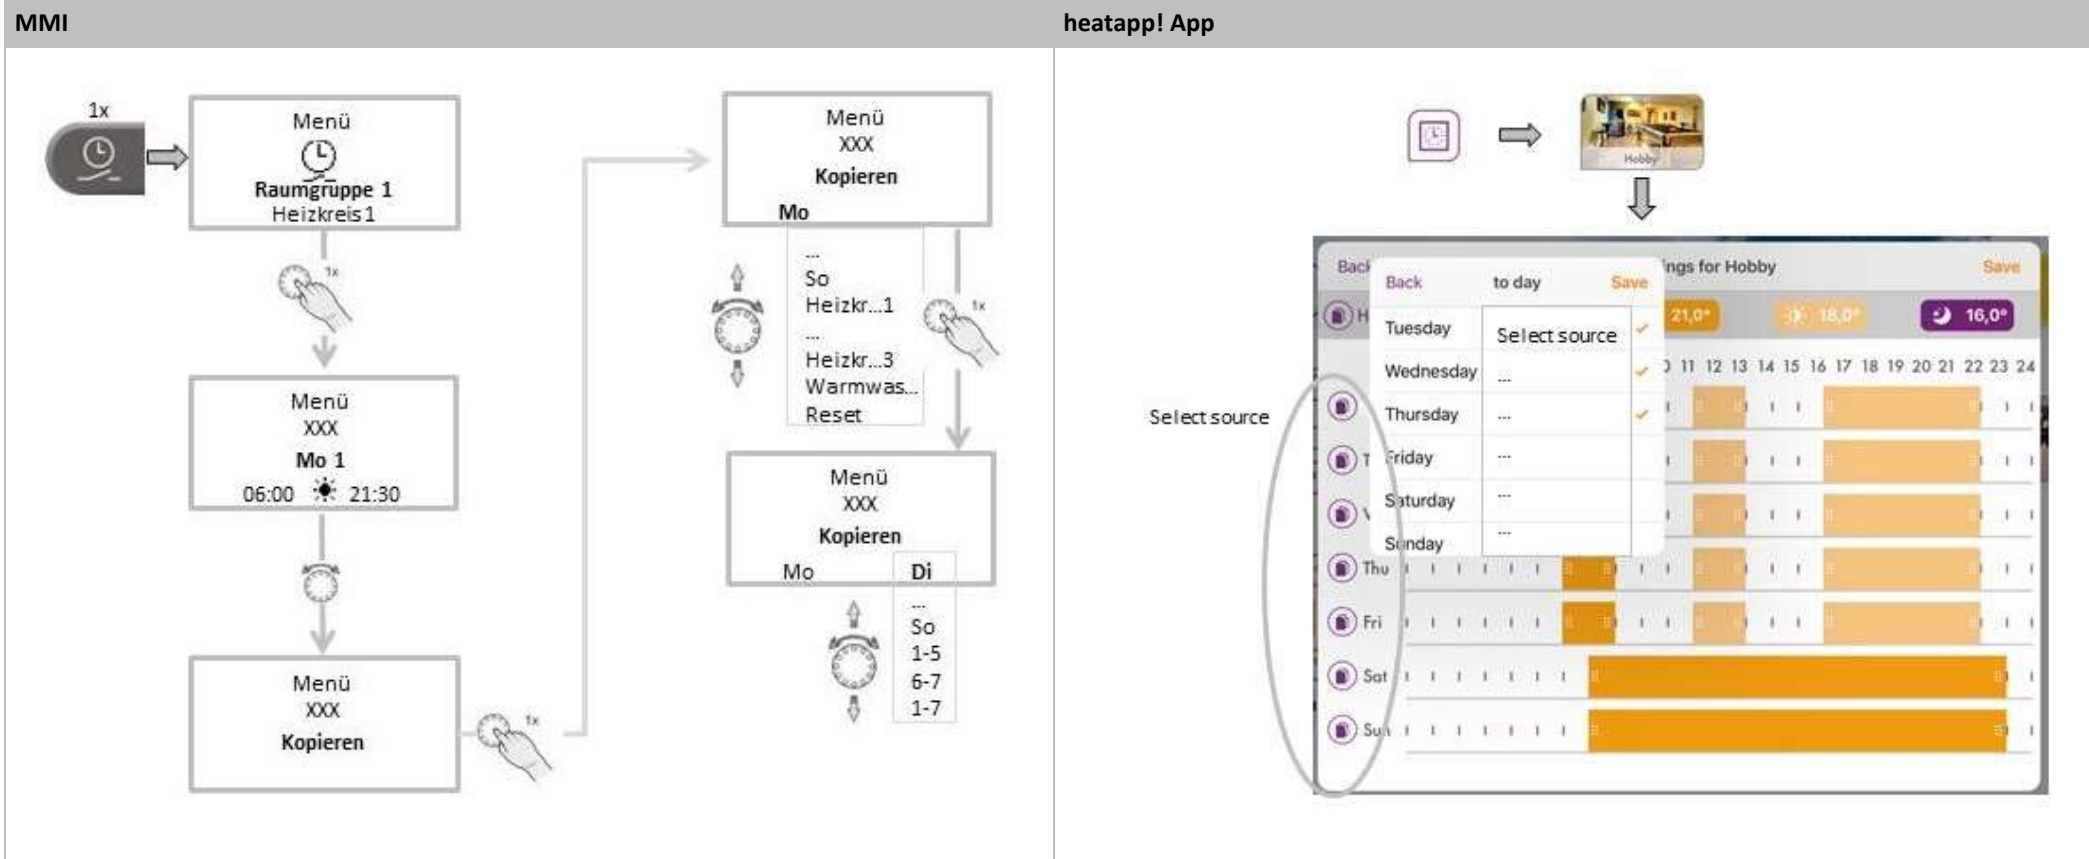 MMI
heatapp! App
1x
Menü
Raumgruppe 1
Heizkreis 1
1x
Menü
XXX
Mo 1
06:00 21:30
Menü
XXX
Kopieren
1x
Menü
XXX
Kopieren
Mo
...
So
Heizkr...1
...
Heizkr...3
Warmwas...
Reset
1x
Menü
XXX
Kopieren
Mo Di
...
So
1-5
6-7
1-7
Hobby
Back ings for Hobby Save
Back to day Save
H 21,0° 18,0° 16,0°
Tuesday
Wednesday
Thursday
Friday
Saturday
Sunday
Select source
...
...
...
...
...
11 12 13 14 15 16 17 18 19 20 21 22 23 24
Select source
T
Thu
Fri
Sat
Sun